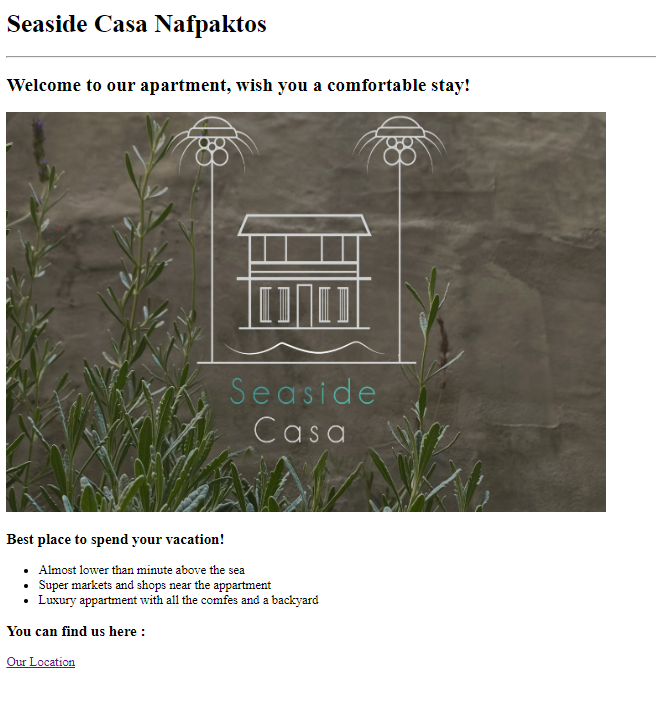 Seaside Casa Nafpaktos
Welcome to our apartment, wish you a comfortable stay!
Seaside
Casa
Best place to spend your vacation!
Almost lower than minute above the sea
Super markets and shops near the appartment
Luxury appartment with all the comfes and a backyard
You can find us here :
Our Location